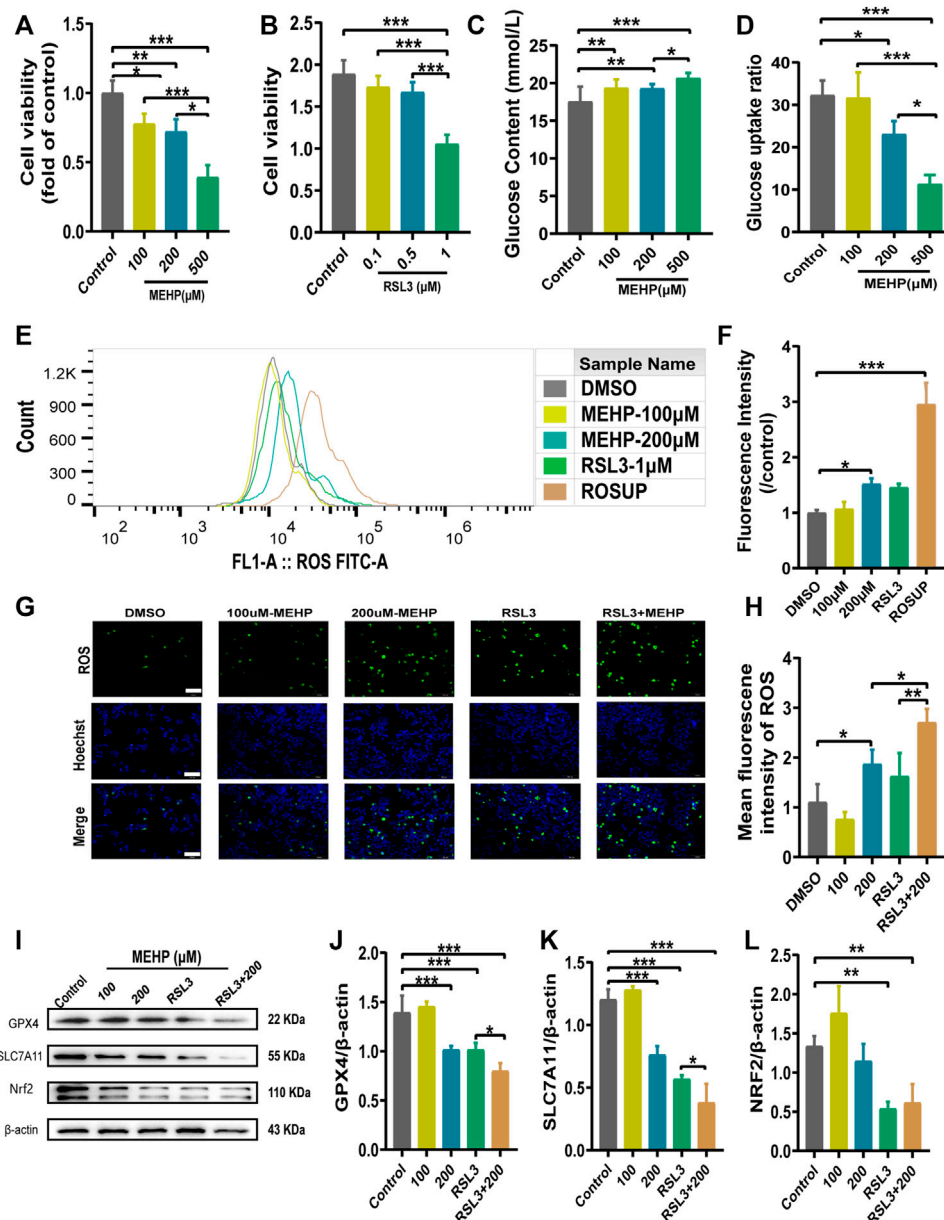 A
Cell viability
(fold of control)
1.5
1.0
0.5
0.0
***
**
*
***
*
Control
100
200
500
MEHP(μM)
B
Cell viability
2.5
2.0
1.5
1.0
0.5
0.0
***
***
***
Control
0.1
0.5
1
RSL3 (μM)
C
Glucose Content (mmol/L)
25
20
15
10
5
0
***
**
*
**
Control
100
200
500
MEHP(μM)
D
Glucose uptake ratio
40
30
20
10
0
***
*
***
*
Control
100
200
500
MEHP(μM)
E
Count
1.2K
900
600
300
0
10² 10³ 10⁴ 10⁵ 10⁶
FL1-A :: ROS FITC-A
Sample Name
DMSO
MEHP-100μM
MEHP-200μM
RSL3-1μM
ROSUP
F
Fluorescence Intensity
(/control)
4
3
2
1
0
***
*
DMSO
100μM
200μM
RSL3
ROSUP
G
DMSO 100uM-MEHP 200uM-MEHP RSL3 RSL3+MEHP
ROS
Hoechst
Merge
H
Mean fluorescene
intensity of ROS
4
3
2
1
0
*
**
*
DMSO
100
200
RSL3
RSL3+200
I
MEHP (μM)
Control 100 200 RSL3 RSL3+200
GPX4 22 KDa
SLC7A11 55 KDa
Nrf2 110 KDa
β-actin 43 KDa
J
GPX4/β-actin
2.0
1.5
1.0
0.5
0.0
***
***
***
*
Control
100
200
RSL3
RSL3+200
K
SLC7A11/β-actin
1.5
1.0
0.5
0.0
***
***
***
*
Control
100
200
RSL3
RSL3+200
L
NRF2/β-actin
2.5
2.0
1.5
1.0
0.5
0.0
**
**
Control
100
200
RSL3
RSL3+200